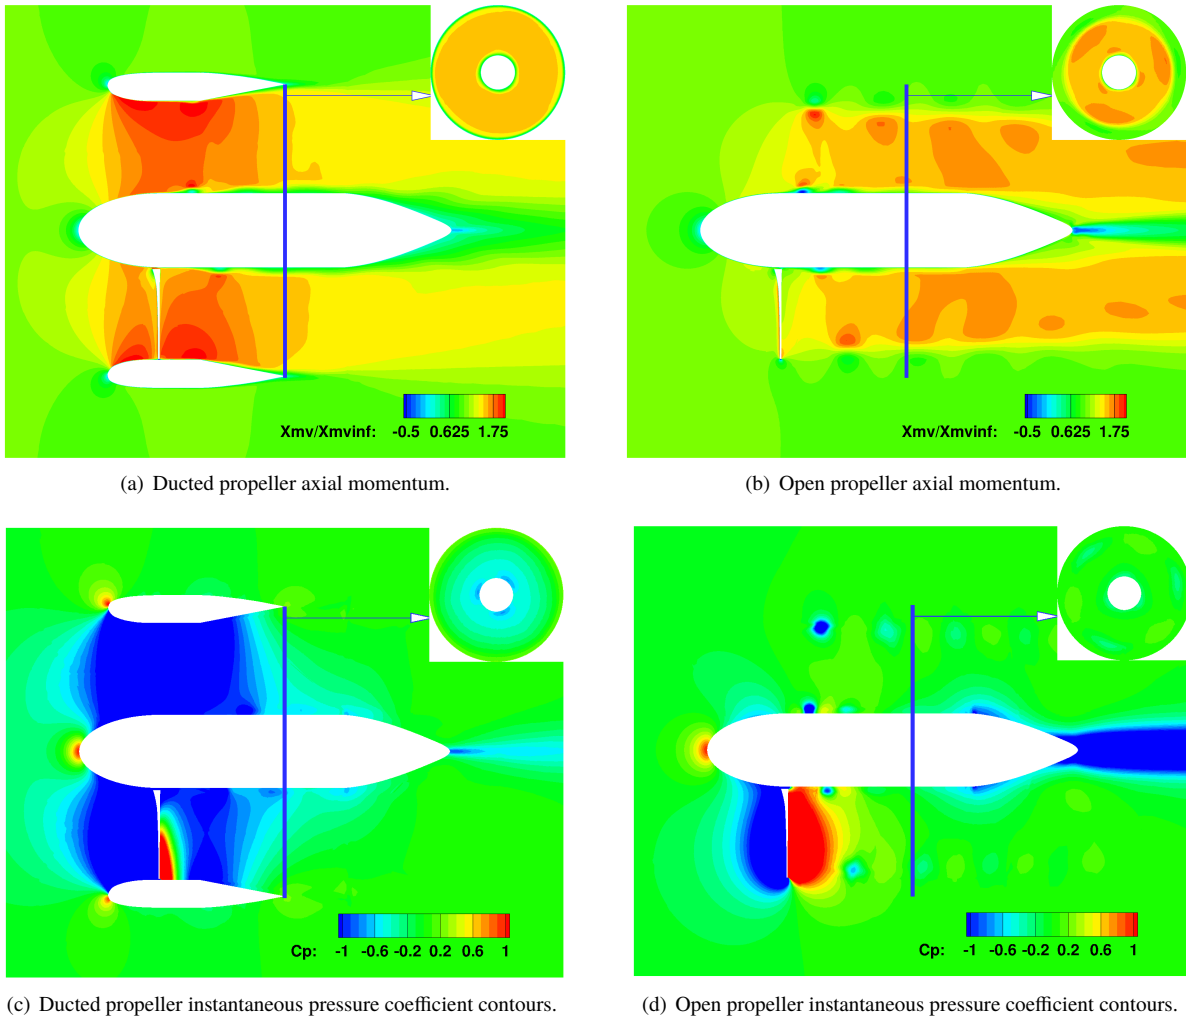 Xmv/Xmvinf: -0.5 0.625 1.75
Xmv/Xmvinf: -0.5 0.625 1.75
(a) Ducted propeller axial momentum.
(b) Open propeller axial momentum.
Cp: -1 -0.6 -0.2 0.2 0.6 1
Cp: -1 -0.6 -0.2 0.2 0.6 1
(c) Ducted propeller instantaneous pressure coefficient contours.
(d) Open propeller instantaneous pressure coefficient contours.